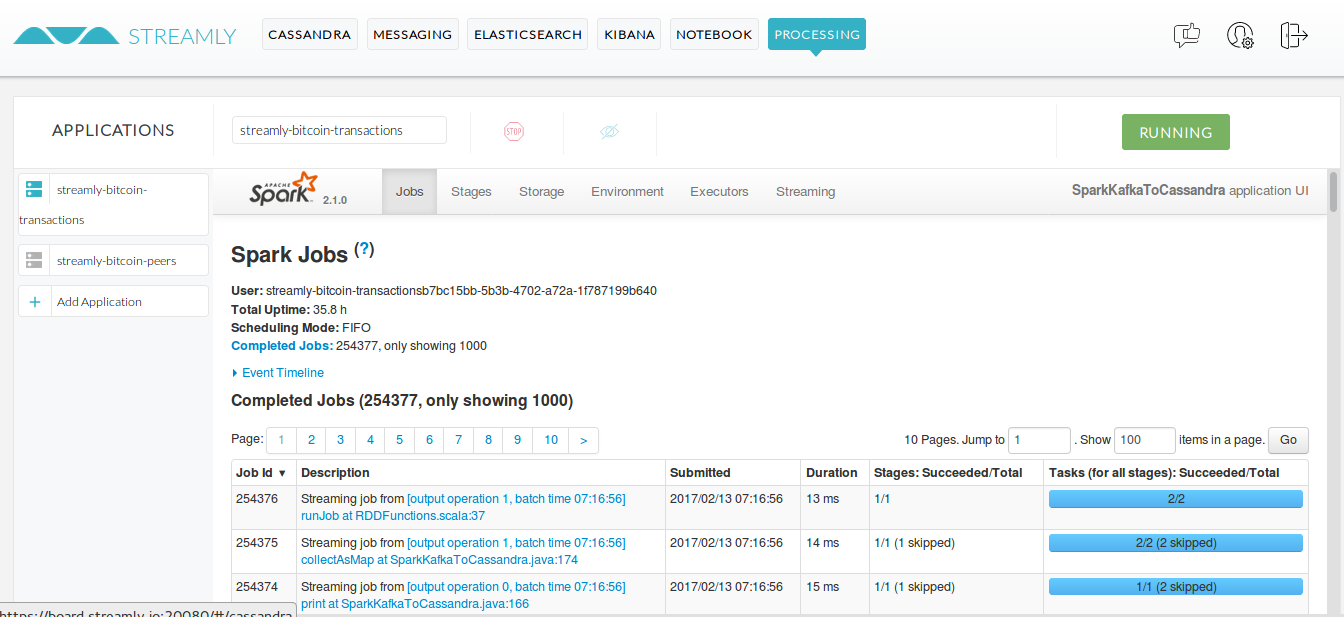 STREAMLY
CASSANDRA MESSAGING ELASTICSEARCH KIBANA NOTEBOOK PROCESSING
APPLICATIONS streamly-bitcoin-transactions STOP RUNNING
streamly-bitcoin-
transactions
streamly-bitcoin-peers
+ Add Application
APACHE
Spark 2.1.0 Jobs Stages Storage Environment Executors Streaming SparkKafkaToCassandra application UI
Spark Jobs (?)
User: streamly-bitcoin-transactionsb7bc15bb-5b3b-4702-a72a-1f787199b640
Total Uptime: 35.8 h
Scheduling Mode: FIFO
Completed Jobs: 254377, only showing 1000
Event Timeline
Completed Jobs (254377, only showing 1000)
Page: 1 2 3 4 5 6 7 8 9 10 > 10 Pages. Jump to 1 . Show 100 items in a page. Go
Job Id ▾ Description Submitted Duration Stages: Succeeded/Total Tasks (for all stages): Succeeded/Total
254376 Streaming job from [output operation 1, batch time 07:16:56] 2017/02/13 07:16:56 13 ms 1/1 2/2
runJob at RDDFunctions.scala:37
254375 Streaming job from [output operation 1, batch time 07:16:56] 2017/02/13 07:16:56 14 ms 1/1 (1 skipped) 2/2 (2 skipped)
collectAsMap at SparkKafkaToCassandra.java:174
254374 Streaming job from [output operation 0, batch time 07:16:56] 2017/02/13 07:16:56 15 ms 1/1 (1 skipped) 1/1 (2 skipped)
print at SparkKafkaToCassandra.java:166
https://board.streamly.io:20080/#/cassandra